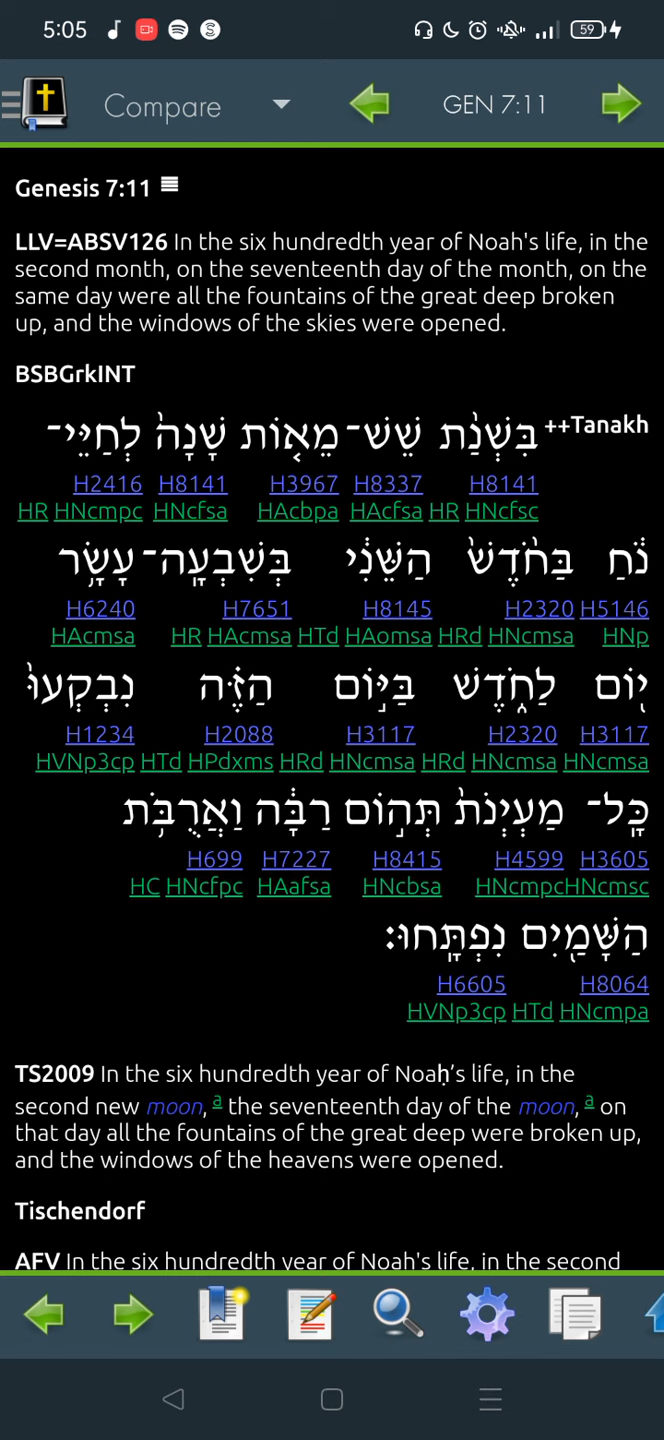 5:05
59
Compare
GEN 7:11
Genesis 7:11
LLV=ABSV126 In the six hundredth year of Noah's life, in the
second month, on the seventeenth day of the month, on the
same day were all the fountains of the great deep broken
up, and the windows of the skies were opened.
BSBGrkINT
++Tanakh בִּשְׁנַ֨ת שֵׁשׁ־ מֵא֤וֹת שָׁנָה֙ לְחַיֵּי־
H2416 H8141 H3967 H8337 H8141
HR HNcmpc HNcfsa HAcbpa HAcfsa HR HNcfsc
נֹ֔חַ בַּחֹ֙דֶשׁ֙ הַשֵּׁנִ֔י בְּשִׁבְעָֽה־ עָשָׂ֥ר
H6240 H7651 H8145 H2320 H5146
HAcmsa HR HAcmsa HTd HAomsa HRd HNcmsa HNp
י֖וֹם לַחֹ֑דֶשׁ בַּיּ֣וֹם הַזֶּ֗ה נִבְקְעוּ֙
H1234 H2088 H3117 H2320 H3117
HVNp3cp HTd HPdxms HRd HNcmsa HRd HNcmsa HNcmsa
כׇּֽל־ מַעְיְנֹת֙ תְּה֣וֹם רַבָּ֔ה וַאֲרֻבֹּ֥ת
H699 H7227 H8415 H4599 H3605
HC HNcfpc HAafsa HNcbsa HNcmpcHNcmsc
הַשָּׁמַ֖יִם נִפְתָּֽחוּ׃
H6605 H8064
HVNp3cp HTd HNcmpa
TS2009 In the six hundredth year of Noaḥ’s life, in the
second new moon, a the seventeenth day of the moon, a on
that day all the fountains of the great deep were broken up,
and the windows of the heavens were opened.
Tischendorf
AFV In the six hundredth year of Noah's life, in the second